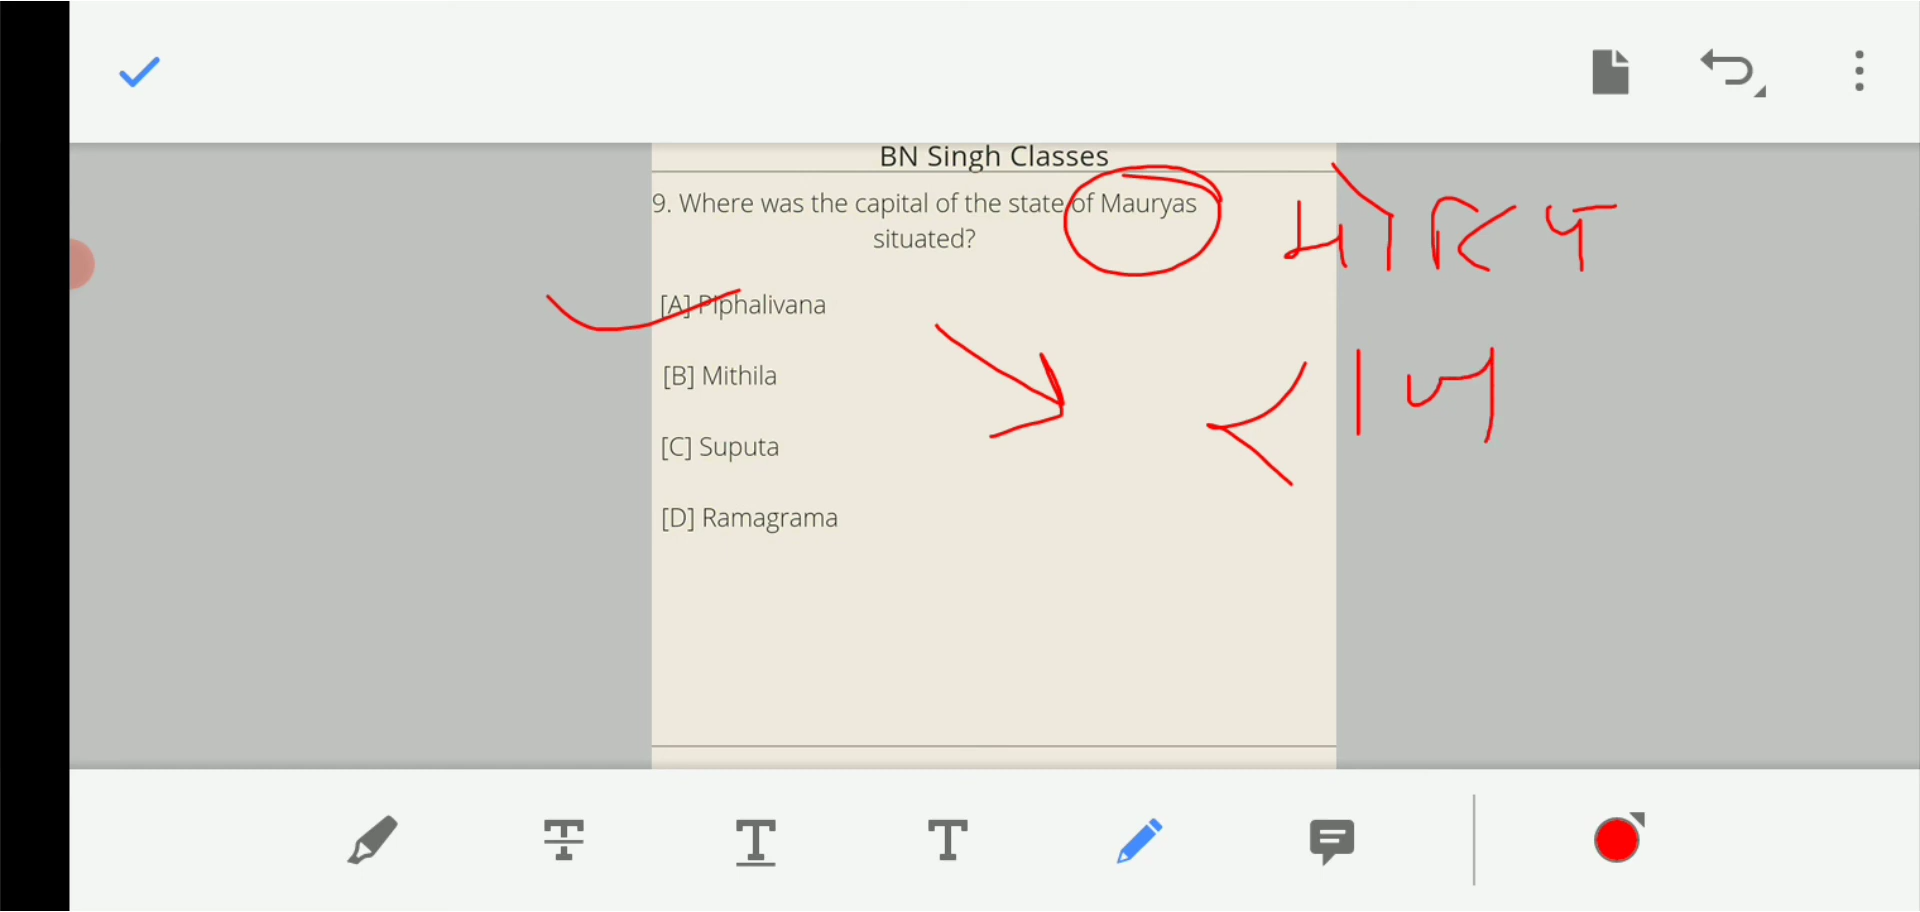 BN Singh Classes
9. Where was the capital of the state of Mauryas
situated?
[A] Piphalivana
[B] Mithila
[C] Suputa
[D] Ramagrama